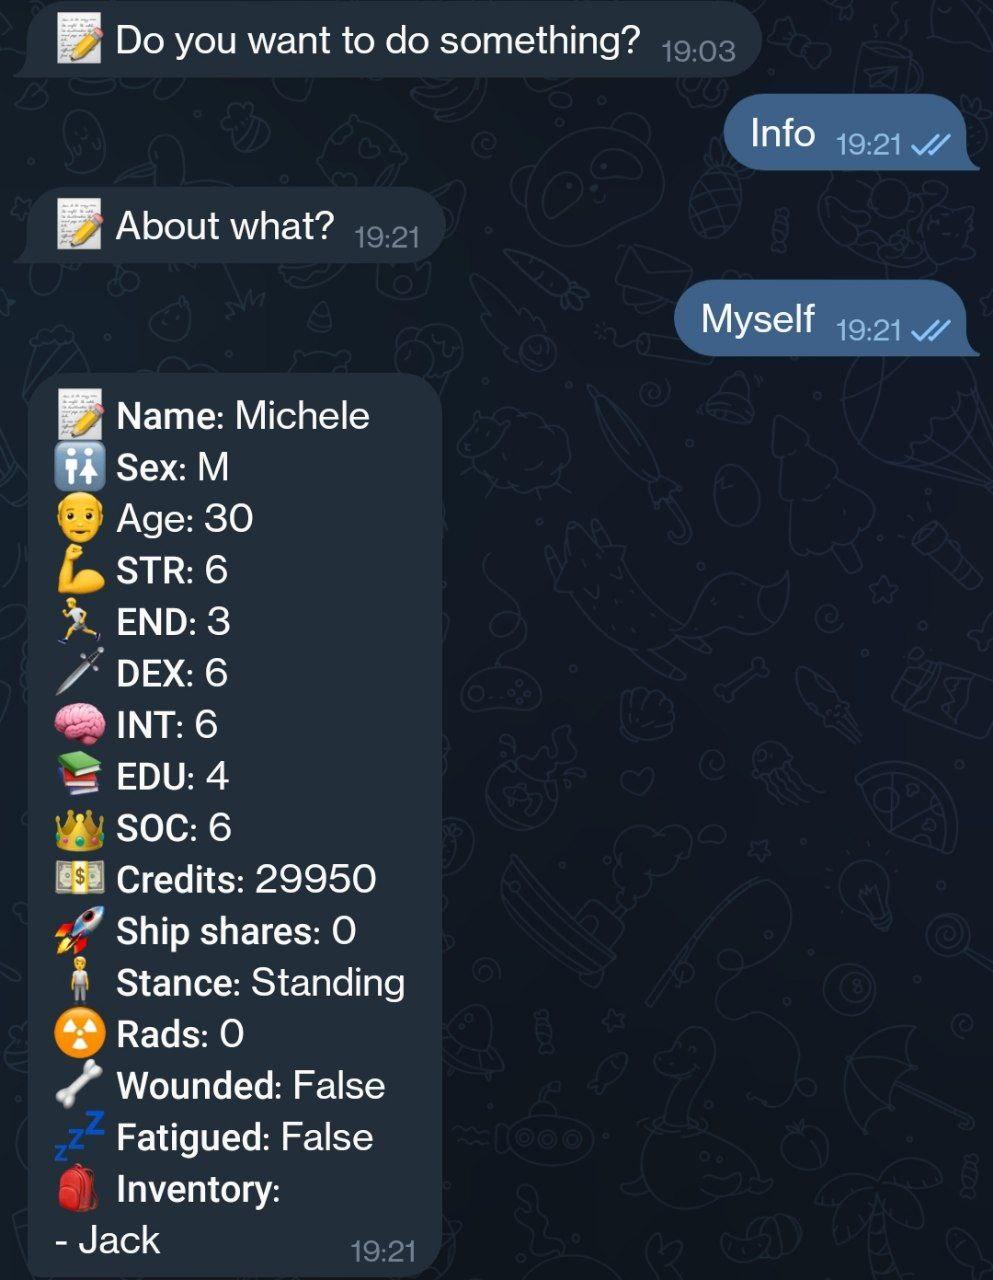 Do you want to do something? 19:03
Info 19:21
About what? 19:21
Myself 19:21
Name: Michele
Sex: M
Age: 30
STR: 6
END: 3
DEX: 6
INT: 6
EDU: 4
SOC: 6
Credits: 29950
Ship shares: 0
Stance: Standing
Rads: 0
Wounded: False
Fatigued: False
Inventory:
- Jack 19:21